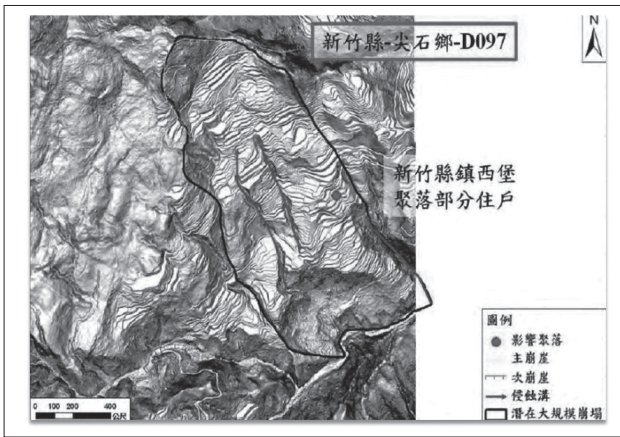 新竹縣-尖石鄉-D097
N
新竹縣鎮西堡
聚落部分住戶
圖例
影響聚落
主崩崖
次崩崖
侵蝕溝
潛在大規模崩塌
0 100 200 400
公尺